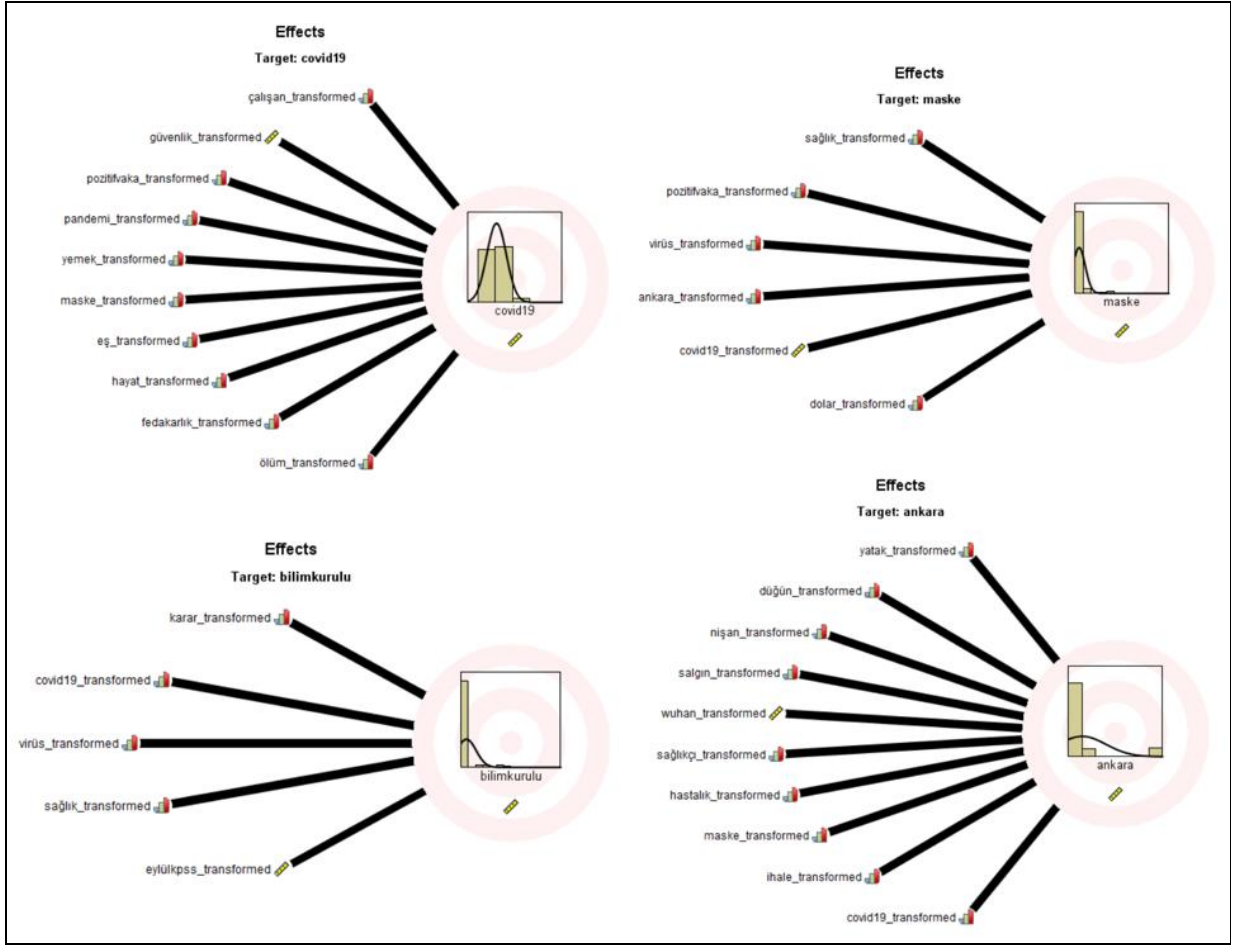 Effects
Target: covid19
çalışan_transformed
güvenlik_transformed
pozitifvaka_transformed
pandemi_transformed
yemek_transformed
maske_transformed
eş_transformed
hayat_transformed
fedakarlık_transformed
ölüm_transformed
covid19
Effects
Target: maske
sağlık_transformed
pozitifvaka_transformed
virüs_transformed
ankara_transformed
covid19_transformed
dolar_transformed
maske
Effects
Target: bilimkurulu
karar_transformed
covid19_transformed
virüs_transformed
sağlık_transformed
eylülkpss_transformed
bilimkurulu
Effects
Target: ankara
yatak_transformed
düğün_transformed
nişan_transformed
salgın_transformed
wuhan_transformed
sağlıkçı_transformed
hastalık_transformed
maske_transformed
ihale_transformed
covid19_transformed
ankara